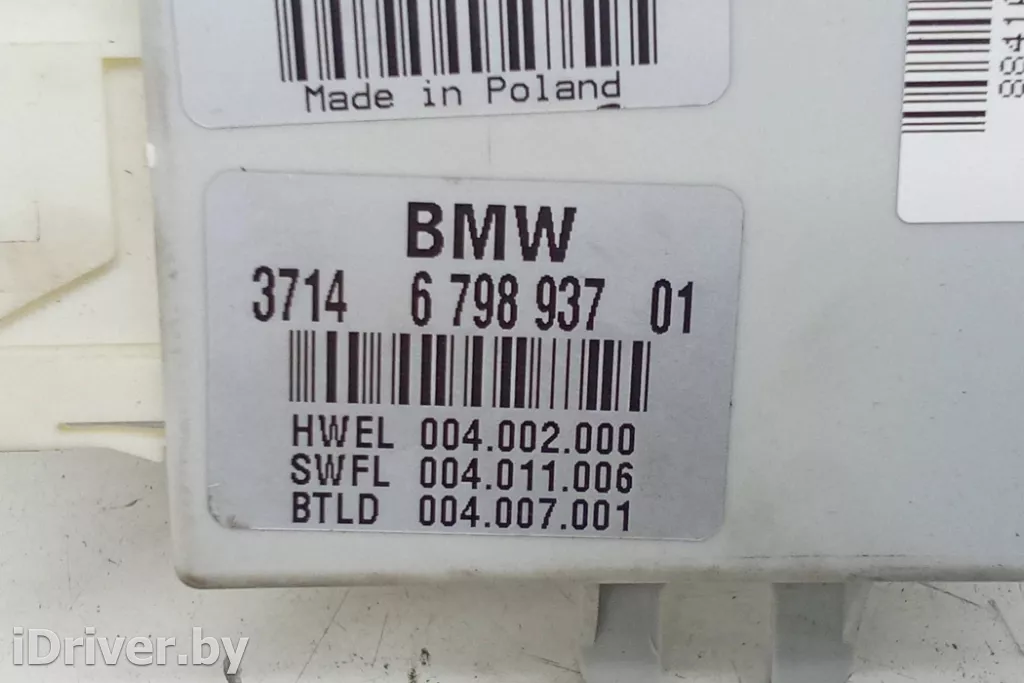 Made in Poland
BMW
3714 6 798 937 01
HWEL 004.002.000
SWFL 004.011.006
BTLD 004.007.001
iDriver.by